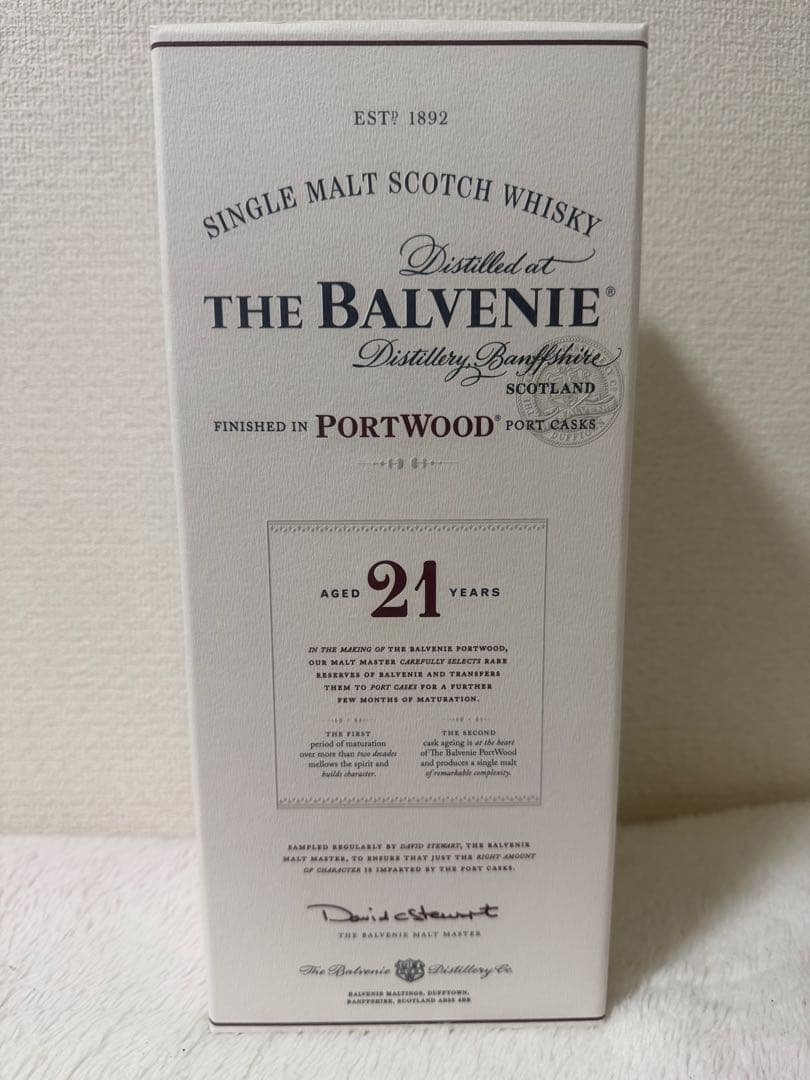 ESTD 1892
SINGLE MALT SCOTCH WHISKY
Distilled at
THE BALVENIE®
Distillery, Banffshire
SCOTLAND
FINISHED IN PORTWOOD® PORT CASKS
AGED 21 YEARS
IN THE MAKING OF THE BALVENIE PORTWOOD,
OUR MALT MASTER CAREFULLY SELECTS RARE
RESERVES OF BALVENIE AND TRANSFERS
THEM TO PORT CASKS FOR A FURTHER
FEW MONTHS OF MATURATION.
THE FIRST
period of maturation
over more than two decades
mellows the spirit and
builds character.
THE SECOND
cask ageing is at the heart
of The Balvenie PortWood
and produces a single malt
of remarkable complexity.
SAMPLED REGULARLY BY DAVID STEWART, THE BALVENIE
MALT MASTER, TO ENSURE THAT JUST THE RIGHT AMOUNT
OF CHARACTER IS IMPARTED BY THE PORT CASKS.
David C Stewart
THE BALVENIE MALT MASTER
The Balvenie Distillery Co.
BALVENIE MALTINGS, DUFFTOWN,
BANFFSHIRE, SCOTLAND AB55 4BB